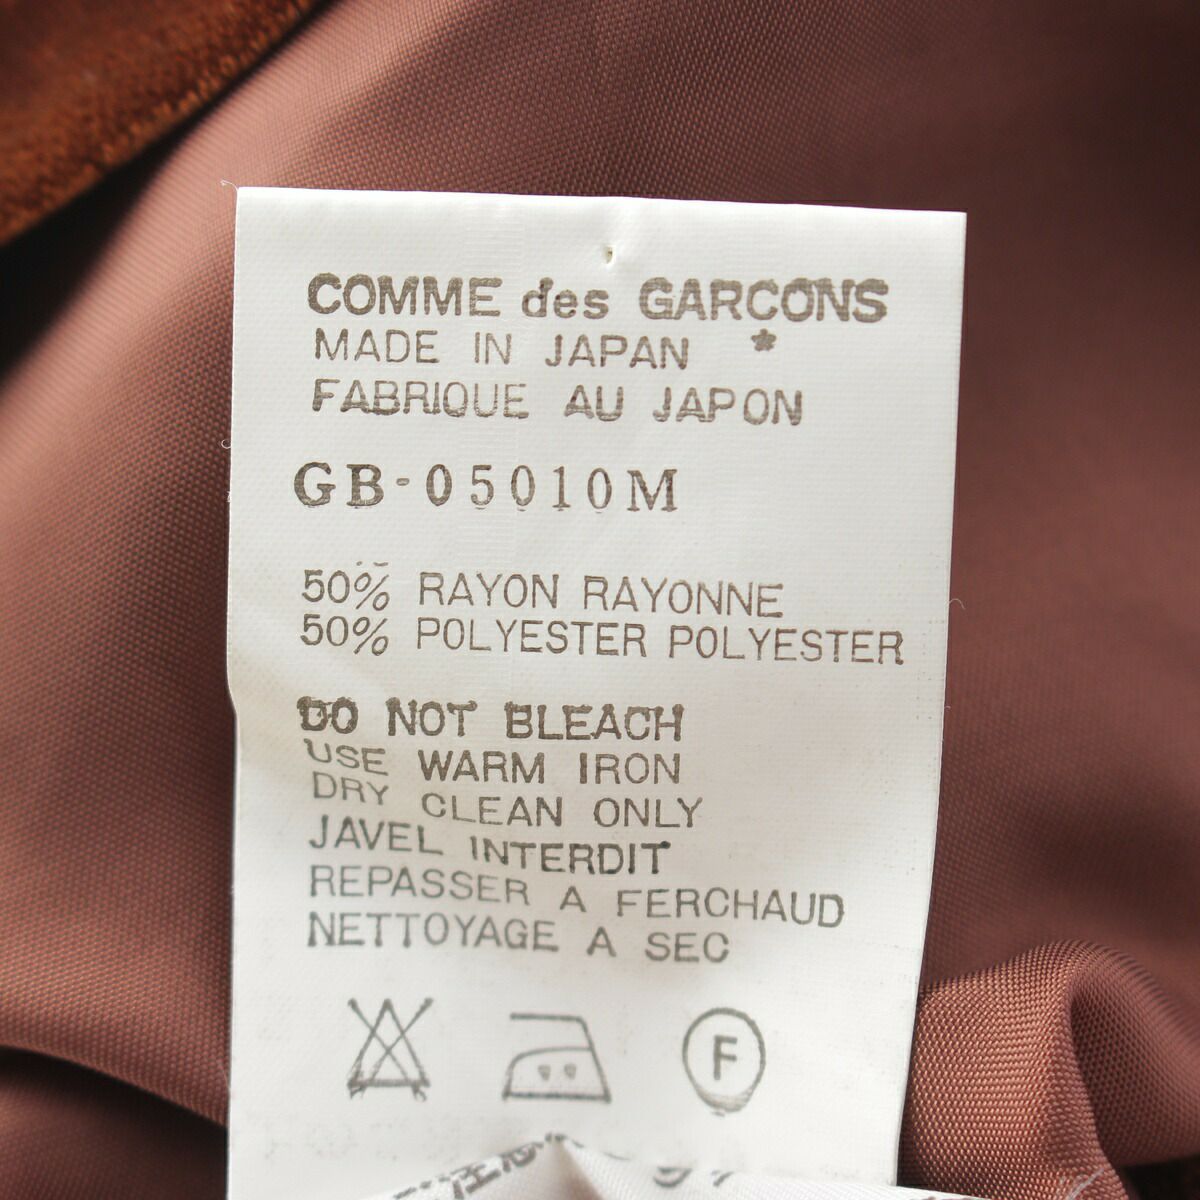 COMME des GARCONS
MADE IN JAPAN *
FABRIQUE AU JAPON
GB-05010M
50% RAYON RAYONNE
50% POLYESTER POLYESTER
DO NOT BLEACH
USE WARM IRON
DRY CLEAN ONLY
JAVEL INTERDIT
REPASSER A FERCHAUD
NETTOYAGE A SEC
F